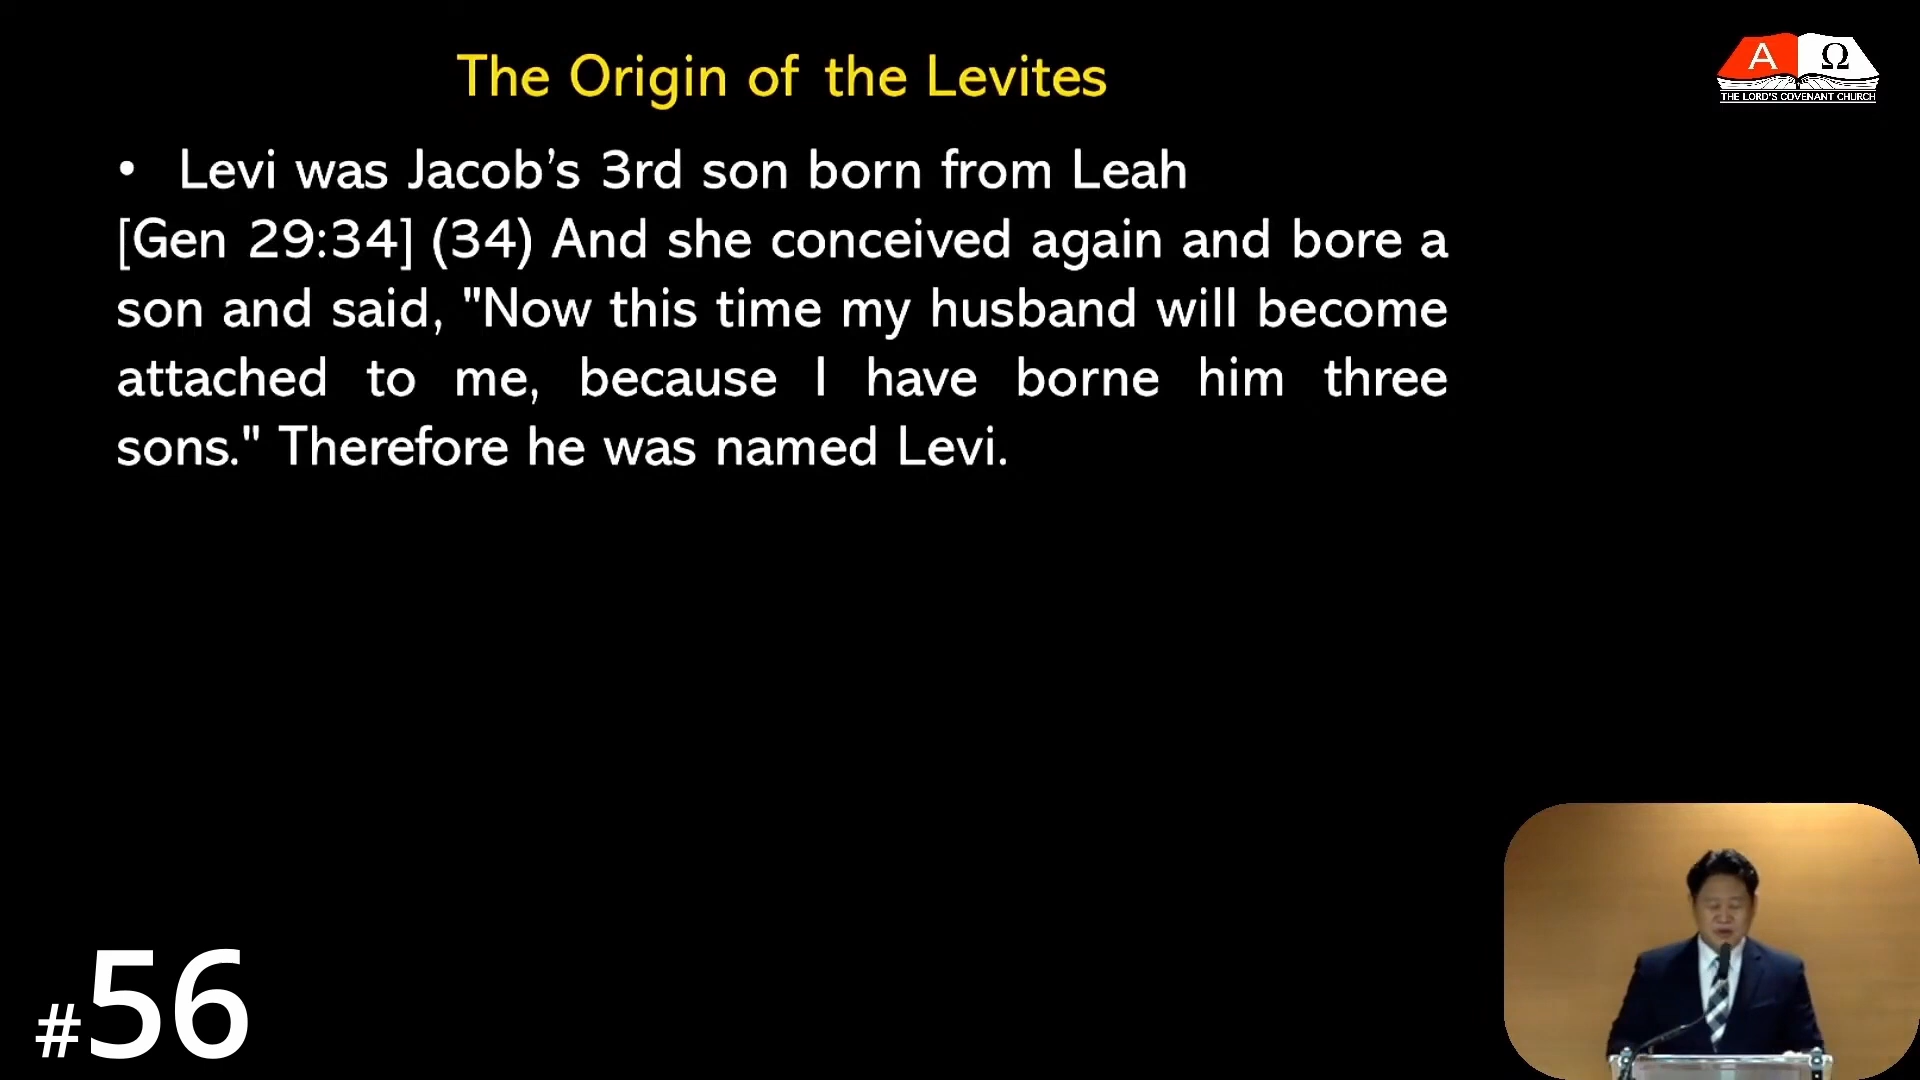 The Origin of the Levites
A Ω
THE LORD'S COVENANT CHURCH
• Levi was Jacob’s 3rd son born from Leah
[Gen 29:34] (34) And she conceived again and bore a
son and said, "Now this time my husband will become
attached to me, because I have borne him three
sons." Therefore he was named Levi.
#56